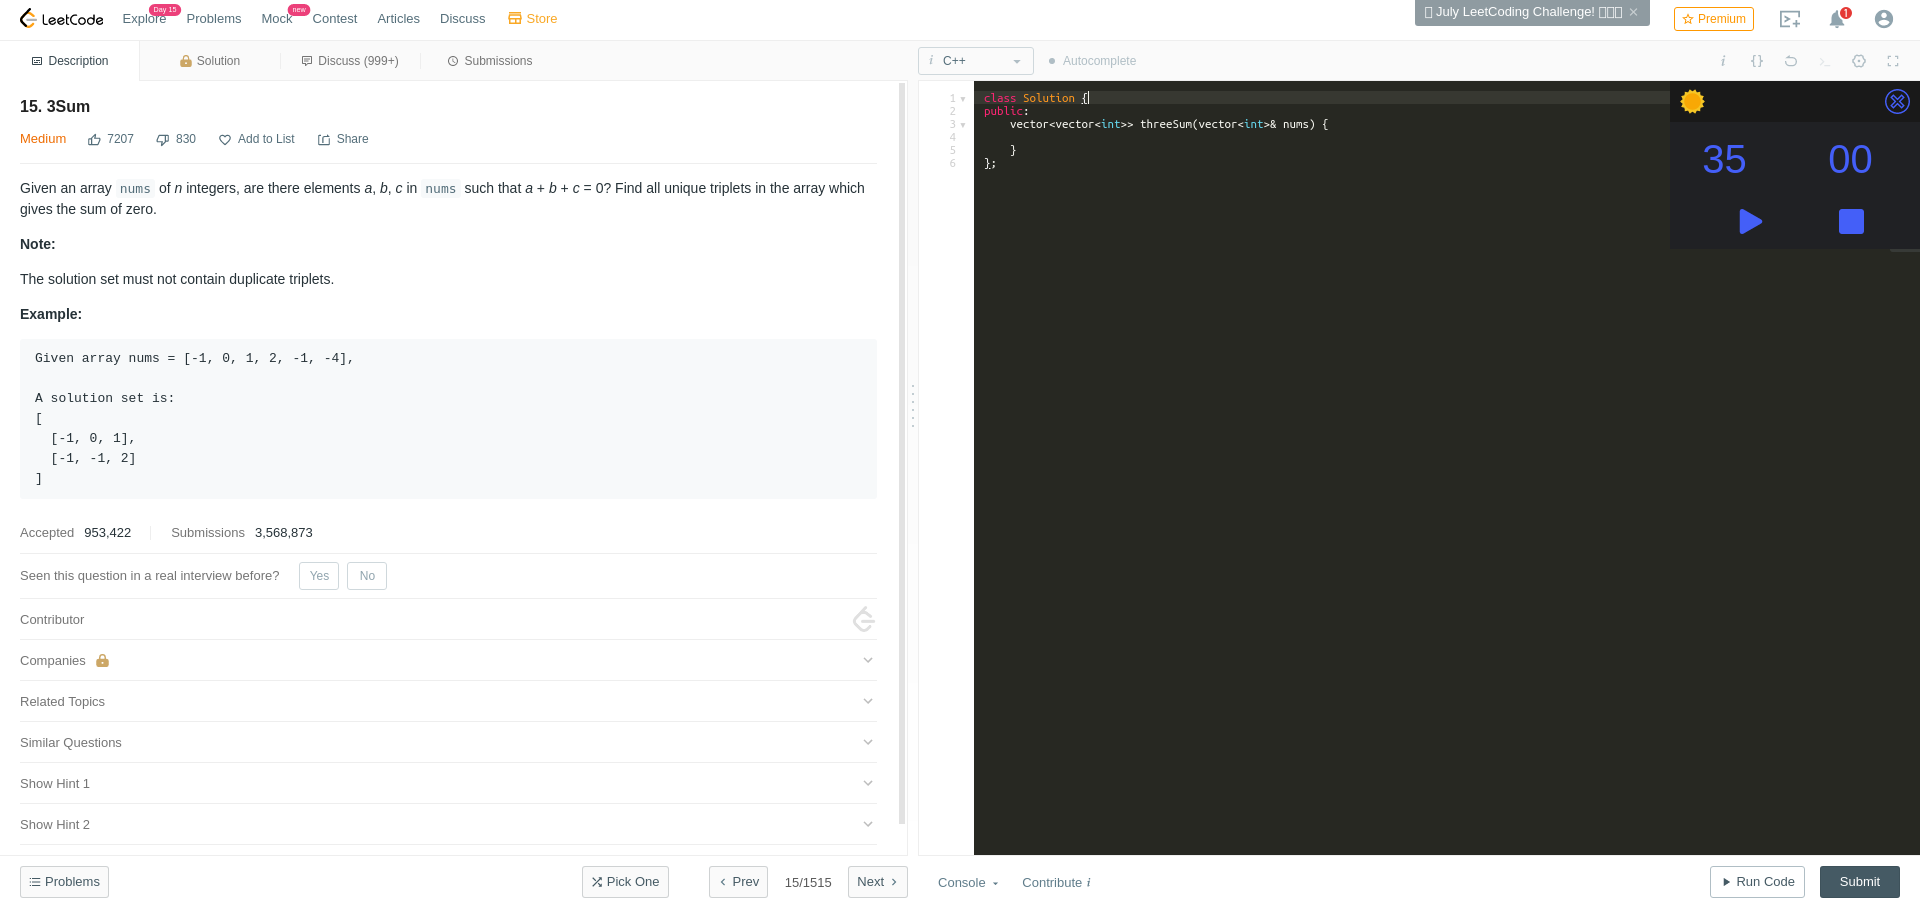 LeetCode Explore Day 15 Problems Mock new Contest Articles Discuss Store July LeetCoding Challenge! Premium 1
Description Solution Discuss (999+) Submissions
i C++ Autocomplete i {}
15. 3Sum
Medium 7207 830 Add to List Share
Given an array nums of n integers, are there elements a, b, c in nums such that a + b + c = 0? Find all unique triplets in the array which
gives the sum of zero.
Note:
The solution set must not contain duplicate triplets.
Example:
Given array nums = [-1, 0, 1, 2, -1, -4],
A solution set is:
[
[-1, 0, 1],
[-1, -1, 2]
]
Accepted 953,422 Submissions 3,568,873
Seen this question in a real interview before? Yes No
Contributor
Companies
Related Topics
Similar Questions
Show Hint 1
Show Hint 2
1 class Solution {
2 public:
3 vector<vector<int>> threeSum(vector<int>& nums) {
4
5 }
6 };
35 00
Problems Pick One Prev 15/1515 Next Console Contribute i Run Code Submit